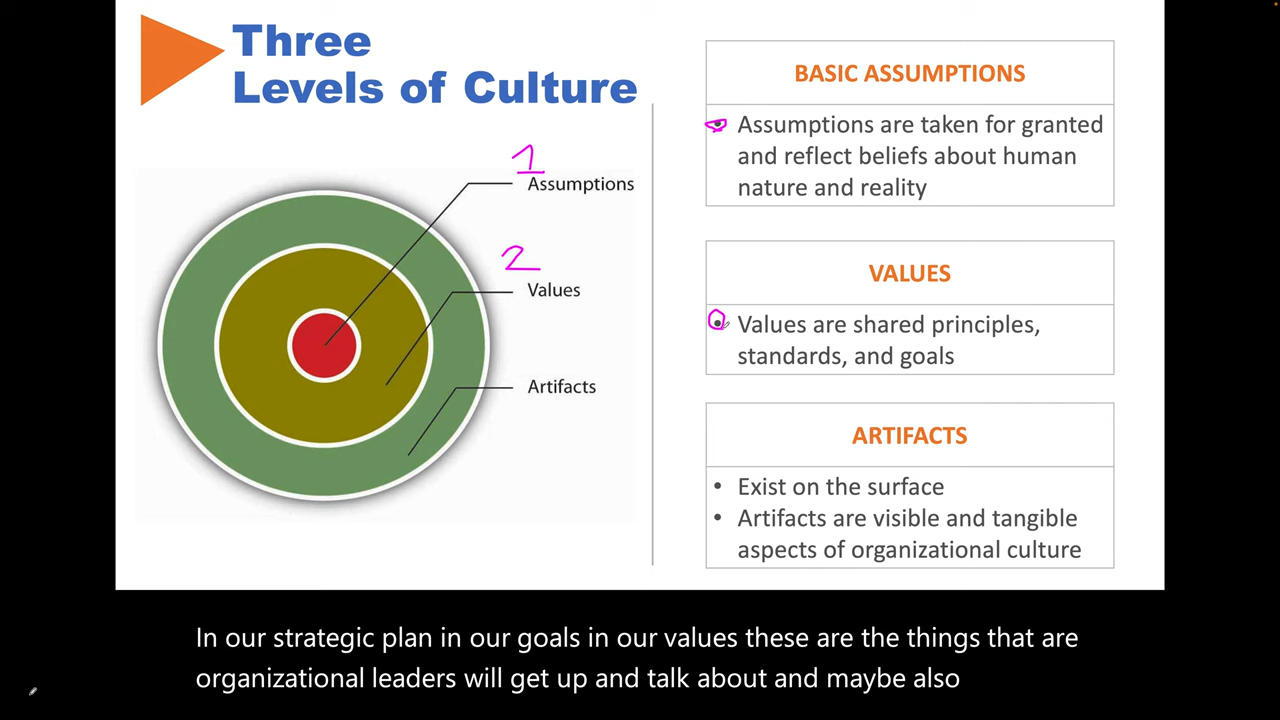 Three
Levels of Culture
1
Assumptions
2
Values
Artifacts
BASIC ASSUMPTIONS
• Assumptions are taken for granted
and reflect beliefs about human
nature and reality
VALUES
• Values are shared principles,
standards, and goals
ARTIFACTS
• Exist on the surface
• Artifacts are visible and tangible
aspects of organizational culture
In our strategic plan in our goals in our values these are the things that are
organizational leaders will get up and talk about and maybe also